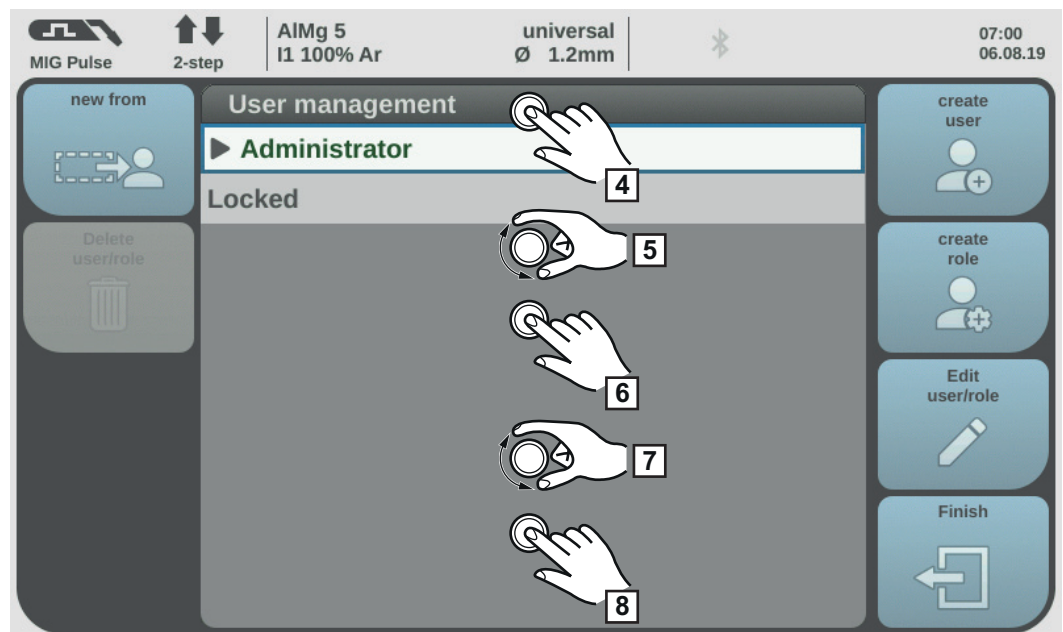 MIG Pulse
2-step
AlMg 5
I1 100% Ar
universal
Ø 1.2mm
07:00
06.08.19
new from
Delete
user/role
User management
Administrator
Locked
4
5
6
7
8
create
user
create
role
Edit
user/role
Finish